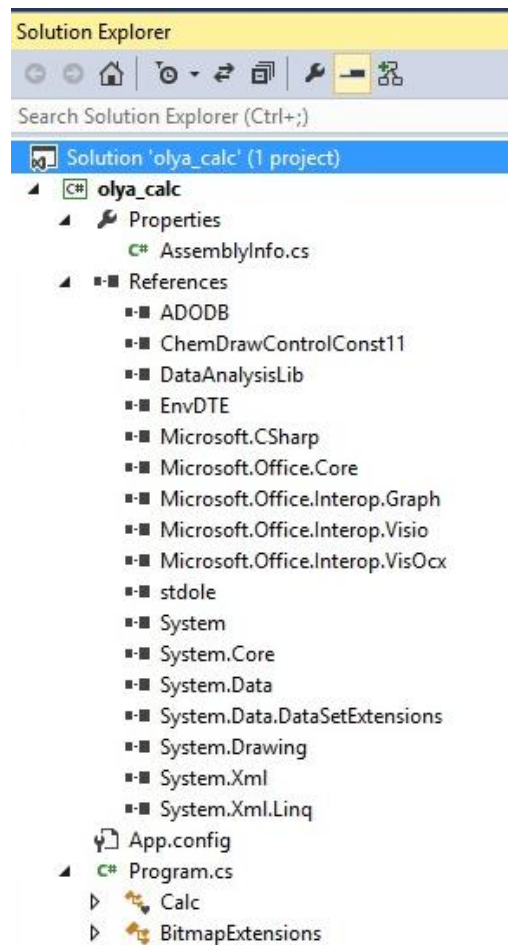 Solution Explorer
Search Solution Explorer (Ctrl+;)
Solution 'olya_calc' (1 project)
C# olya_calc
Properties
C# AssemblyInfo.cs
References
ADODB
ChemDrawControlConst11
DataAnalysisLib
EnvDTE
Microsoft.CSharp
Microsoft.Office.Core
Microsoft.Office.Interop.Graph
Microsoft.Office.Interop.Visio
Microsoft.Office.Interop.VisOcx
stdole
System
System.Core
System.Data
System.Data.DataSetExtensions
System.Drawing
System.Xml
System.Xml.Linq
App.config
C# Program.cs
Calc
BitmapExtensions